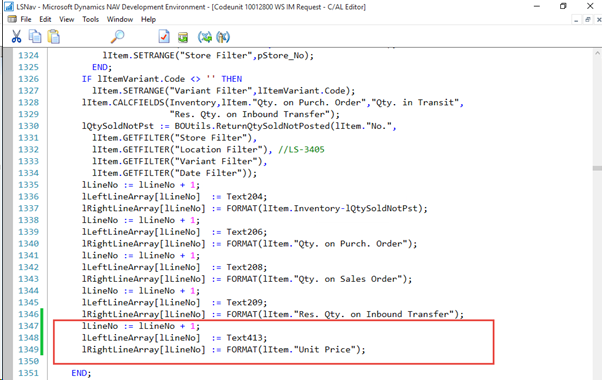 LSNav - Microsoft Dynamics NAV Development Environment - [Codeunit 10012800 WS IM Request - C/AL Editor]
File Edit View Tools Window Help
1324 lItem.SETRANGE("Store Filter",pStore_No);
1325 END;
1326 IF lItemVariant.Code <> '' THEN
1327 lItem.SETRANGE("Variant Filter",lItemVariant.Code);
1328 lItem.CALCFIELDS(Inventory,lItem."Qty. on Purch. Order","Qty. in Transit",
1329 "Res. Qty. on Inbound Transfer");
1330 lQtySoldNotPst := BOUtils.ReturnQtySoldNotPosted(lItem."No.",
1331 lItem.GETFILTER("Store Filter"),
1332 lItem.GETFILTER("Location Filter"), //LS-3405
1333 lItem.GETFILTER("Variant Filter"),
1334 lItem.GETFILTER("Date Filter"));
1335 lLineNo := lLineNo + 1;
1336 lLeftLineArray[lLineNo] := Text204;
1337 lRightLineArray[lLineNo] := FORMAT(lItem.Inventory-lQtySoldNotPst);
1338 lLineNo := lLineNo + 1;
1339 lLeftLineArray[lLineNo] := Text206;
1340 lRightLineArray[lLineNo] := FORMAT(lItem."Qty. on Purch. Order");
1341 lLineNo := lLineNo + 1;
1342 lLeftLineArray[lLineNo] := Text208;
1343 lRightLineArray[lLineNo] := FORMAT(lItem."Qty. on Sales Order");
1344 lLineNo := lLineNo + 1;
1345 lLeftLineArray[lLineNo] := Text209;
1346 lRightLineArray[lLineNo] := FORMAT(lItem."Res. Qty. on Inbound Transfer");
1347 lLineNo := lLineNo + 1;
1348 lLeftLineArray[lLineNo] := Text413;
1349 lRightLineArray[lLineNo] := FORMAT(lItem."Unit Price");
1350
1351 END;